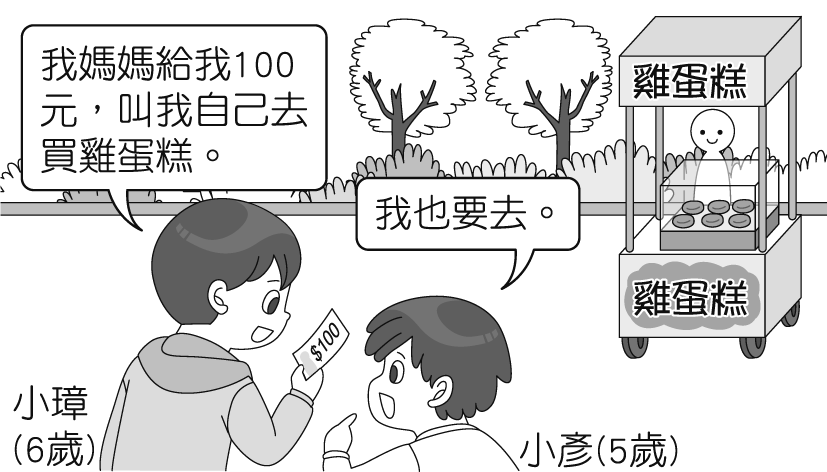 我媽媽給我100
元，叫我自己去
買雞蛋糕。
我也要去。
雞蛋糕
雞蛋糕
$100
小璋
(6歲)
小彥(5歲)